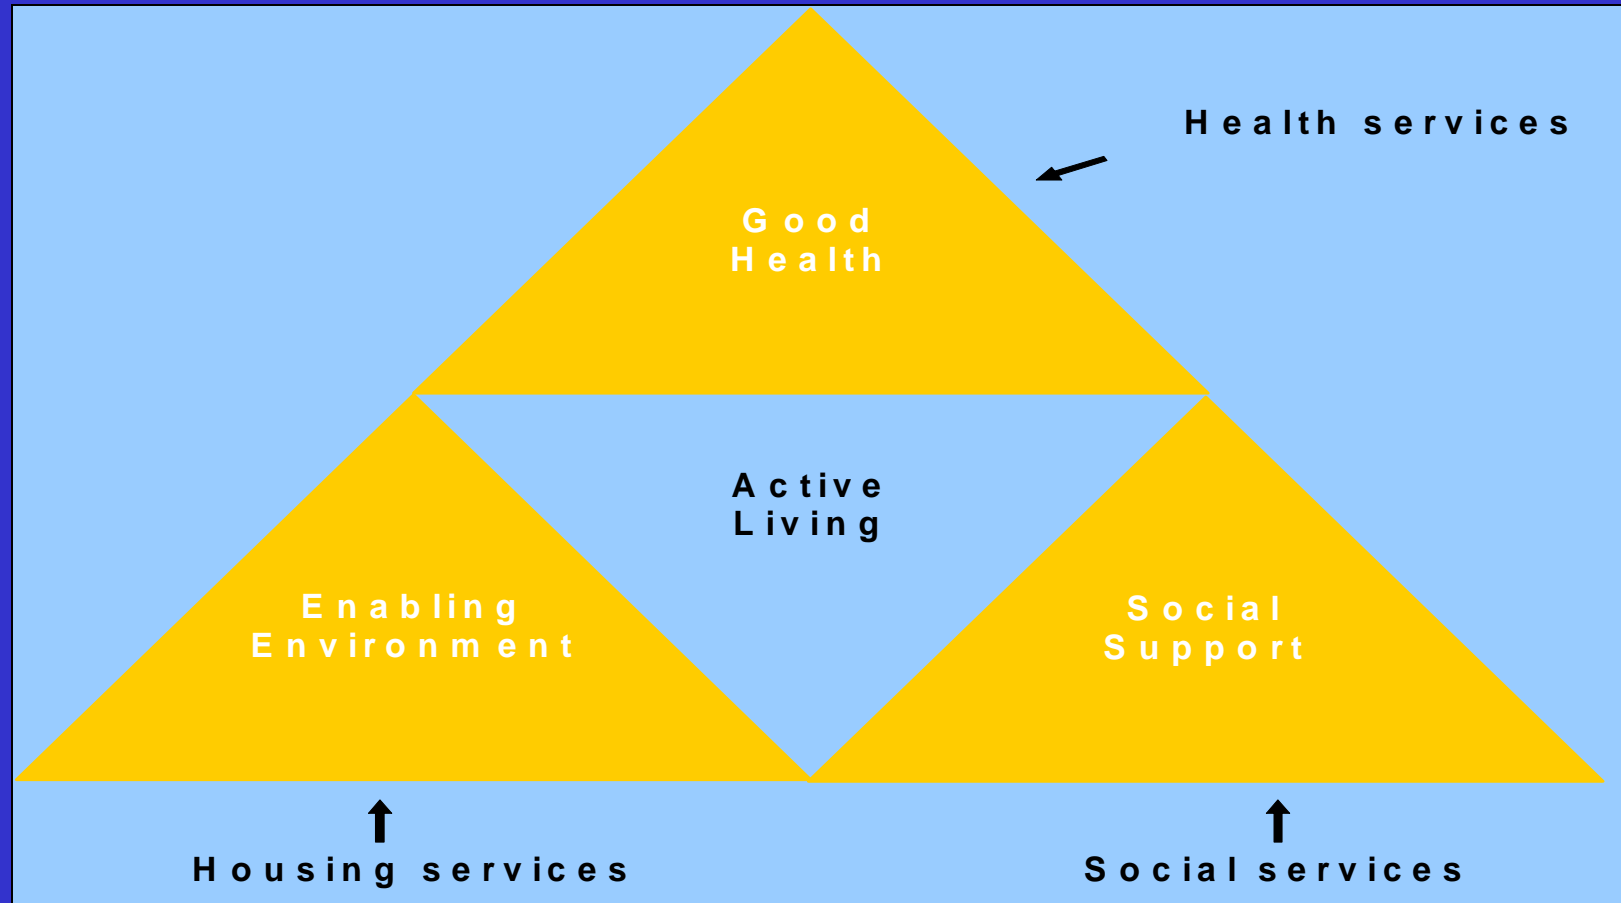 Health services
Good
Health
Active
Living
Enabling
Environment
Social
Support
Housing services
Social services